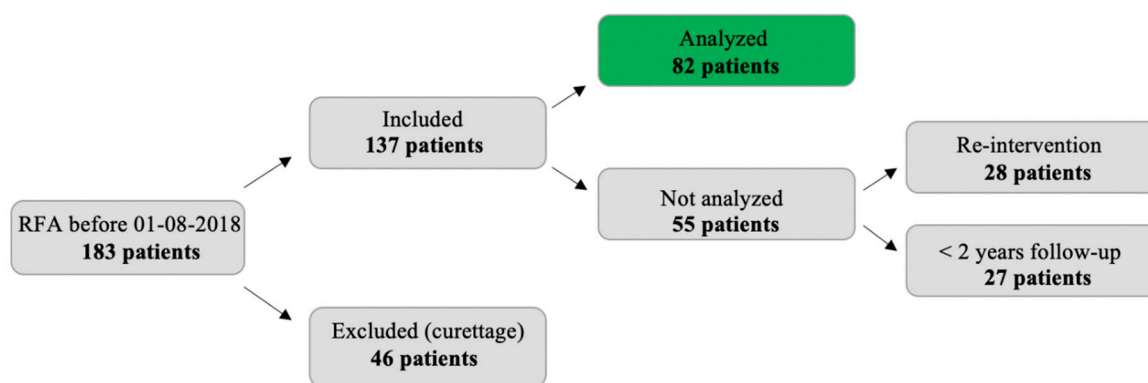 Analyzed
82 patients
Included
137 patients
Re-intervention
28 patients
Not analyzed
55 patients
RFA before 01-08-2018
183 patients
< 2 years follow-up
27 patients
Excluded (curettage)
46 patients